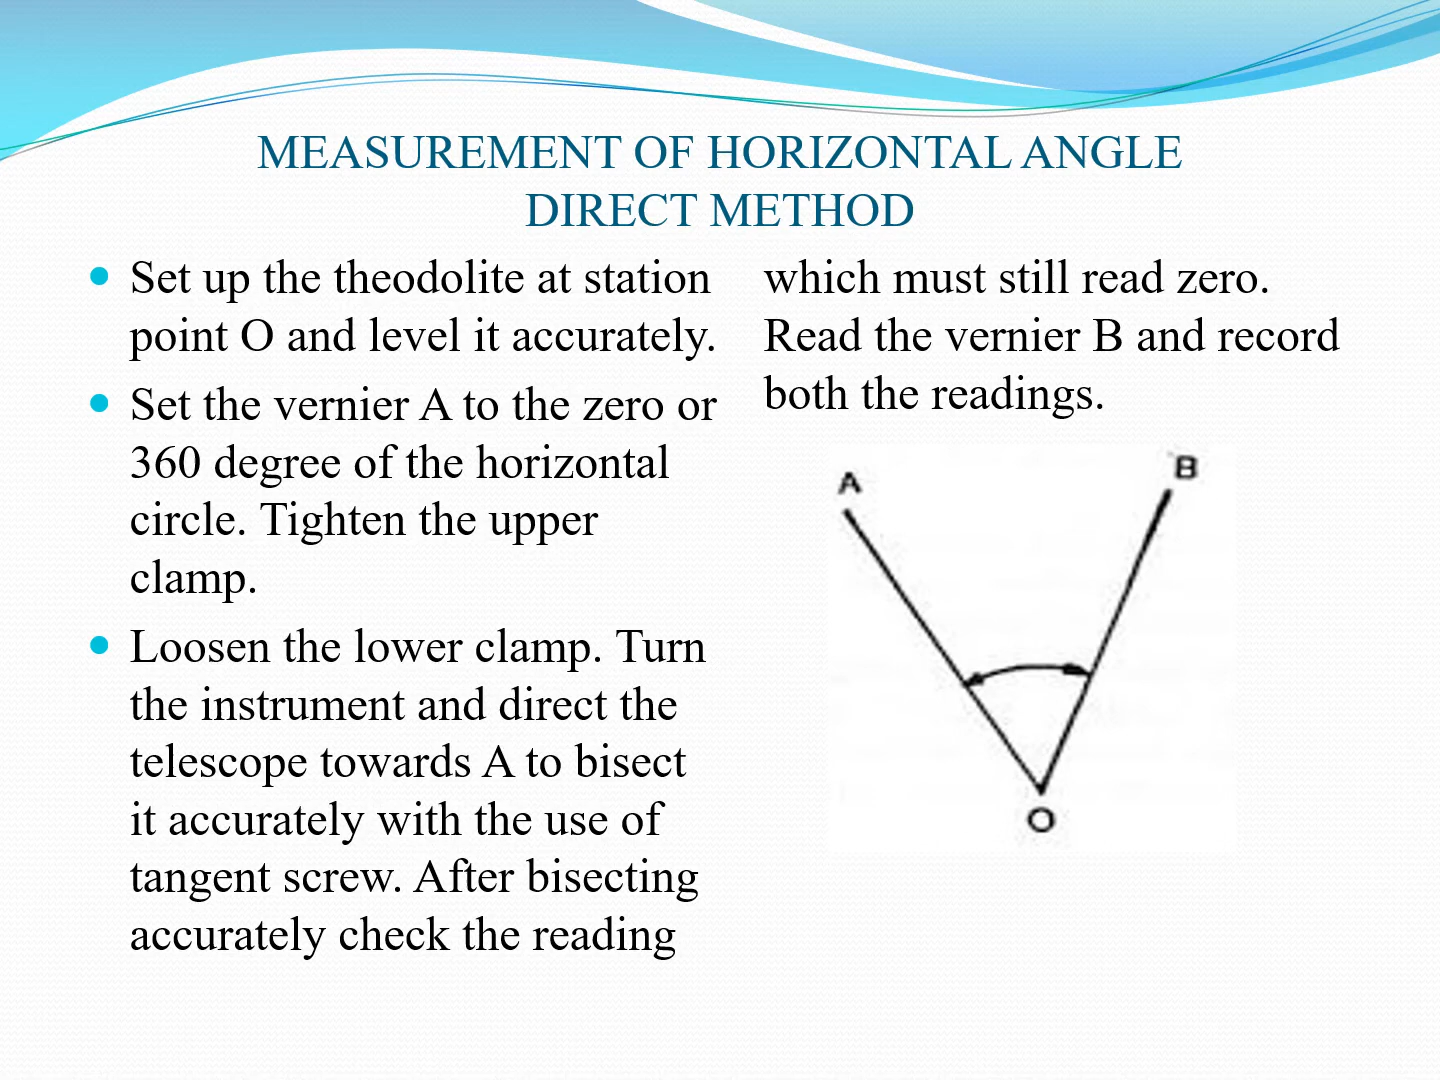 MEASUREMENT OF HORIZONTAL ANGLE
DIRECT METHOD
• Set up the theodolite at station
point O and level it accurately.
• Set the vernier A to the zero or
360 degree of the horizontal
circle. Tighten the upper
clamp.
• Loosen the lower clamp. Turn
the instrument and direct the
telescope towards A to bisect
it accurately with the use of
tangent screw. After bisecting
accurately check the reading
which must still read zero.
Read the vernier B and record
both the readings.
A
B
O